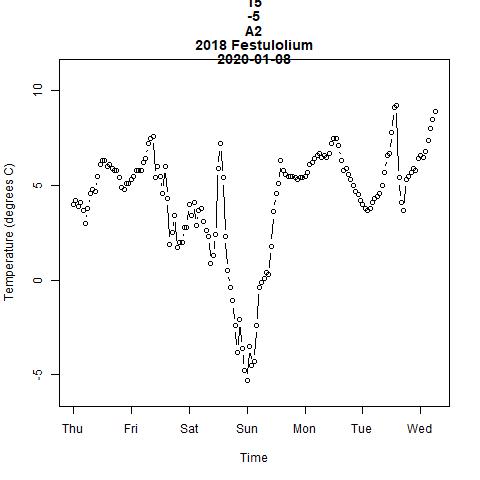 15
-5
A2
2018 Festulolium
2020-01-08
10
5
0
-5
Temperature (degrees C)
Thu Fri Sat Sun Mon Tue Wed
Time